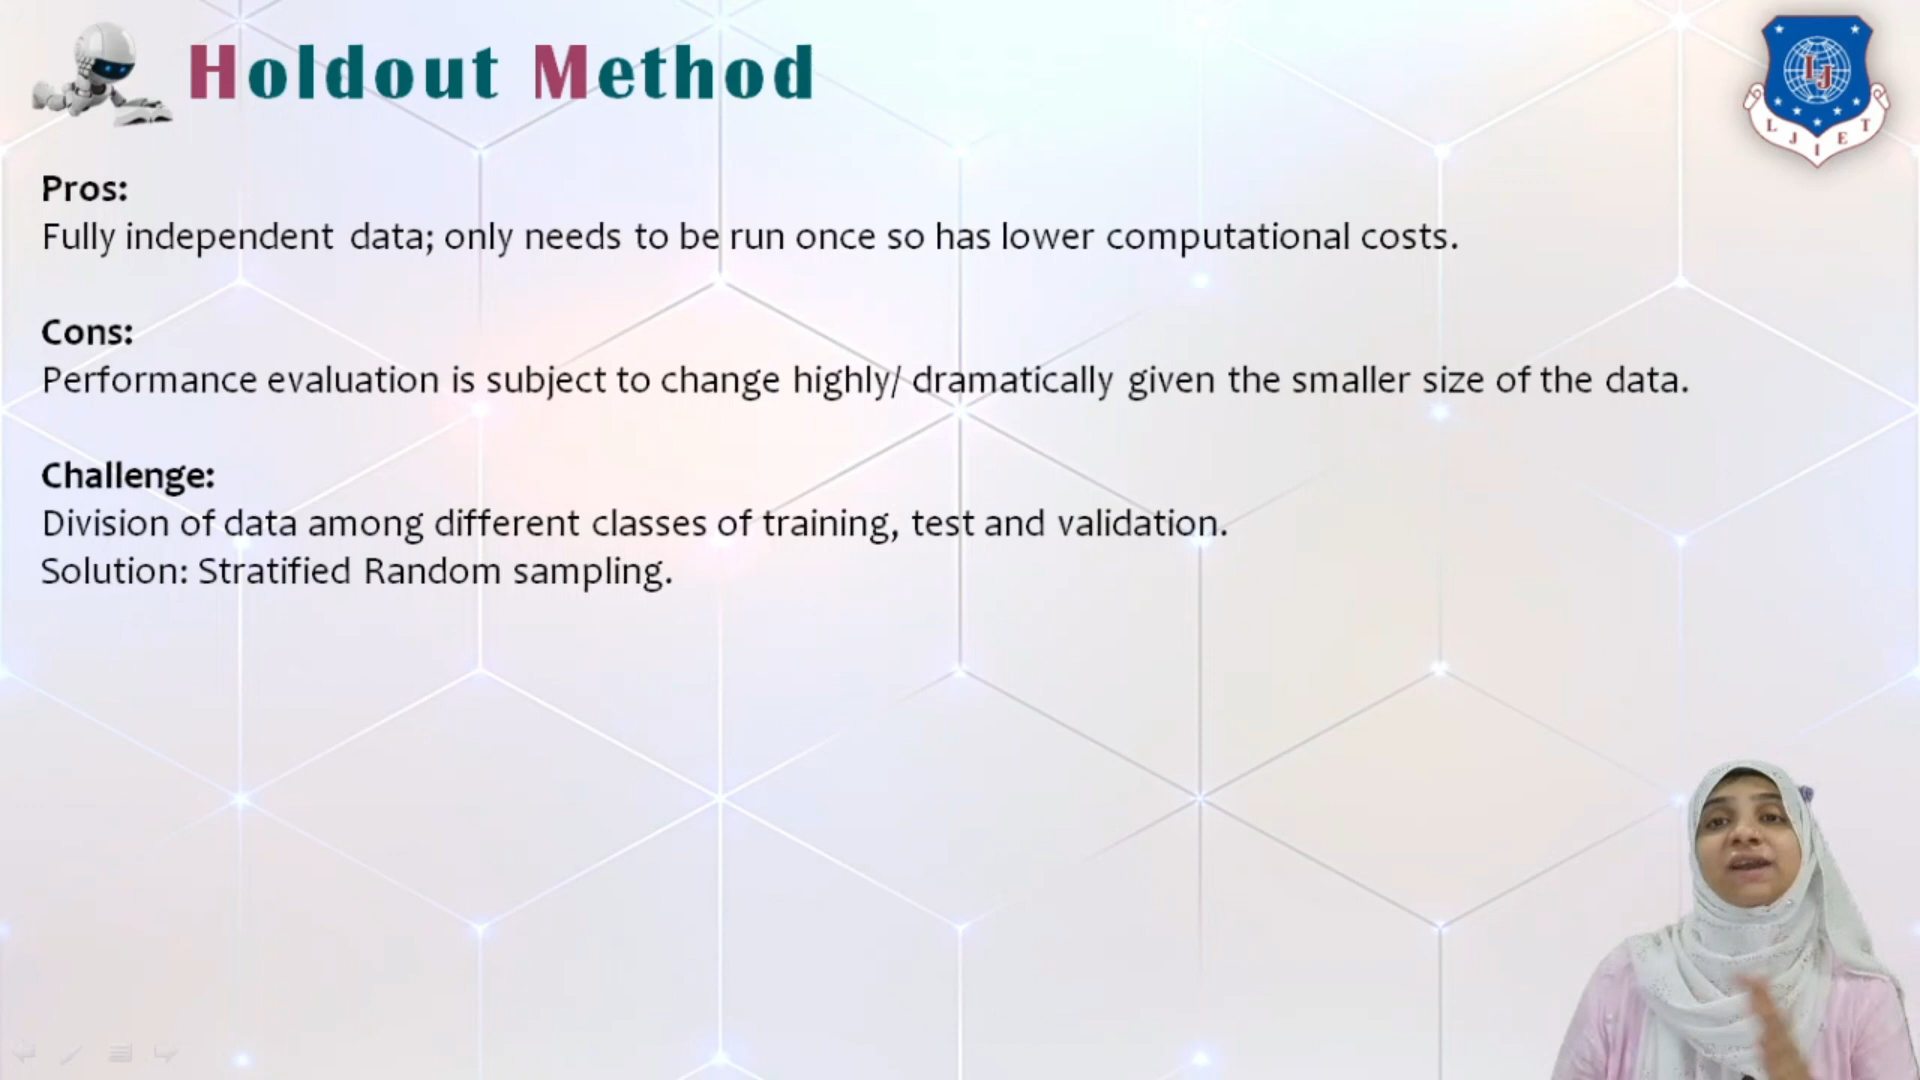 Holdout Method
IJ
L J I E T
Pros:
Fully independent data; only needs to be run once so has lower computational costs.
Cons:
Performance evaluation is subject to change highly/ dramatically given the smaller size of the data.
Challenge:
Division of data among different classes of training, test and validation.
Solution: Stratified Random sampling.